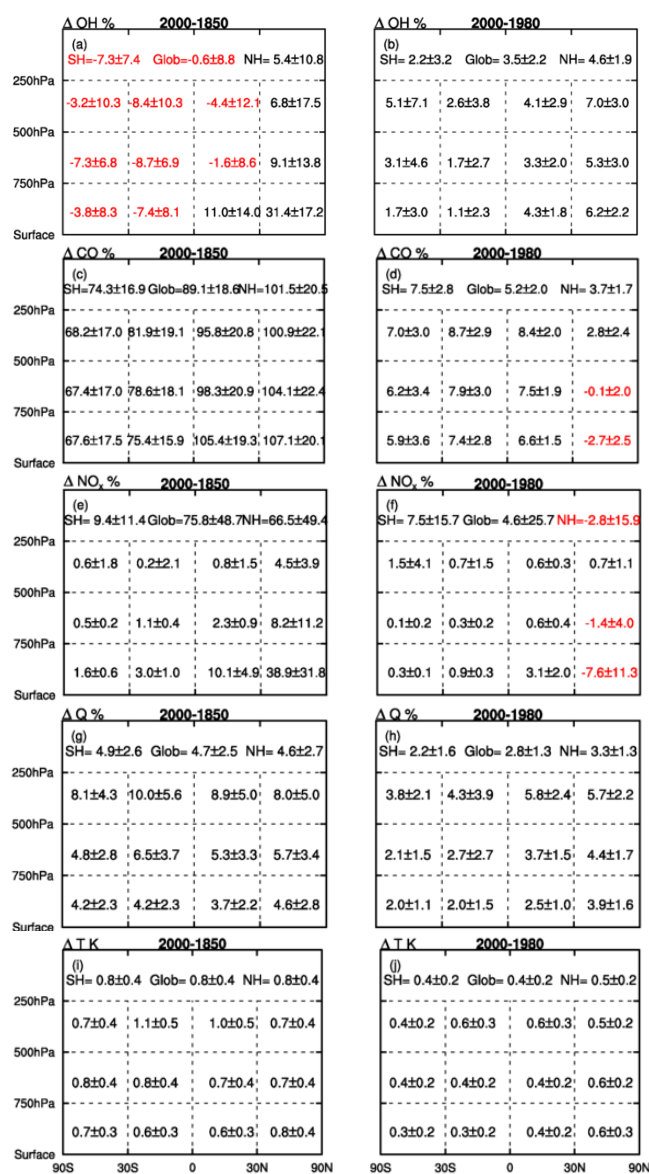 Δ OH % 2000-1850
(a)
SH=-7.3±7.4 Glob=-0.6±8.8 NH= 5.4±10.8
250hPa
-3.2±10.3 -8.4±10.3 -4.4±12.1 6.8±17.5
500hPa
-7.3±6.8 -8.7±6.9 -1.6±8.6 9.1±13.8
750hPa
-3.8±8.3 -7.4±8.1 11.0±14.0 31.4±17.2
Surface
Δ OH % 2000-1980
(b)
SH= 2.2±3.2 Glob= 3.5±2.2 NH= 4.6±1.9
5.1±7.1 2.6±3.8 4.1±2.9 7.0±3.0
3.1±4.6 1.7±2.7 3.3±2.0 5.3±3.0
1.7±3.0 1.1±2.3 4.3±1.8 6.2±2.2
Δ CO % 2000-1850
(c)
SH=74.3±16.9 Glob=89.1±18.6 NH=101.5±20.5
250hPa
68.2±17.0 81.9±19.1 95.8±20.8 100.9±22.1
500hPa
67.4±17.0 78.6±18.1 98.3±20.9 104.1±22.4
750hPa
67.6±17.5 75.4±15.9 105.4±19.3 107.1±20.1
Surface
Δ CO % 2000-1980
(d)
SH= 7.5±2.8 Glob= 5.2±2.0 NH= 3.7±1.7
7.0±3.0 8.7±2.9 8.4±2.0 2.8±2.4
6.2±3.4 7.9±3.0 7.5±1.9 -0.1±2.0
5.9±3.6 7.4±2.8 6.6±1.5 -2.7±2.5
Δ NOx % 2000-1850
(e)
SH= 9.4±11.4 Glob=75.8±48.7 NH=66.5±49.4
250hPa
0.6±1.8 0.2±2.1 0.8±1.5 4.5±3.9
500hPa
0.5±0.2 1.1±0.4 2.3±0.9 8.2±11.2
750hPa
1.6±0.6 3.0±1.0 10.1±4.9 38.9±31.8
Surface
Δ NOx % 2000-1980
(f)
SH= 7.5±15.7 Glob= 4.6±25.7 NH=-2.8±15.9
1.5±4.1 0.7±1.5 0.6±0.3 0.7±1.1
0.1±0.2 0.3±0.2 0.6±0.4 -1.4±4.0
0.3±0.1 0.9±0.3 3.1±2.0 -7.6±11.3
Δ Q % 2000-1850
(g)
SH= 4.9±2.6 Glob= 4.7±2.5 NH= 4.6±2.7
250hPa
8.1±4.3 10.0±5.6 8.9±5.0 8.0±5.0
500hPa
4.8±2.8 6.5±3.7 5.3±3.3 5.7±3.4
750hPa
4.2±2.3 4.2±2.3 3.7±2.2 4.6±2.8
Surface
Δ Q % 2000-1980
(h)
SH= 2.2±1.6 Glob= 2.8±1.3 NH= 3.3±1.3
3.8±2.1 4.3±3.9 5.8±2.4 5.7±2.2
2.1±1.5 2.7±2.7 3.7±1.5 4.4±1.7
2.0±1.1 2.0±1.5 2.5±1.0 3.9±1.6
Δ T K 2000-1850
(i)
SH= 0.8±0.4 Glob= 0.8±0.4 NH= 0.8±0.4
250hPa
0.7±0.4 1.1±0.5 1.0±0.5 0.7±0.4
500hPa
0.8±0.4 0.8±0.4 0.7±0.4 0.7±0.4
750hPa
0.7±0.3 0.6±0.3 0.6±0.3 0.8±0.4
Surface
90S 30S 0 30N 90N
Δ T K 2000-1980
(j)
SH= 0.4±0.2 Glob= 0.4±0.2 NH= 0.5±0.2
0.4±0.2 0.6±0.3 0.6±0.3 0.5±0.2
0.4±0.2 0.4±0.2 0.4±0.2 0.6±0.2
0.3±0.2 0.3±0.2 0.4±0.2 0.6±0.3
90S 30S 0 30N 90N